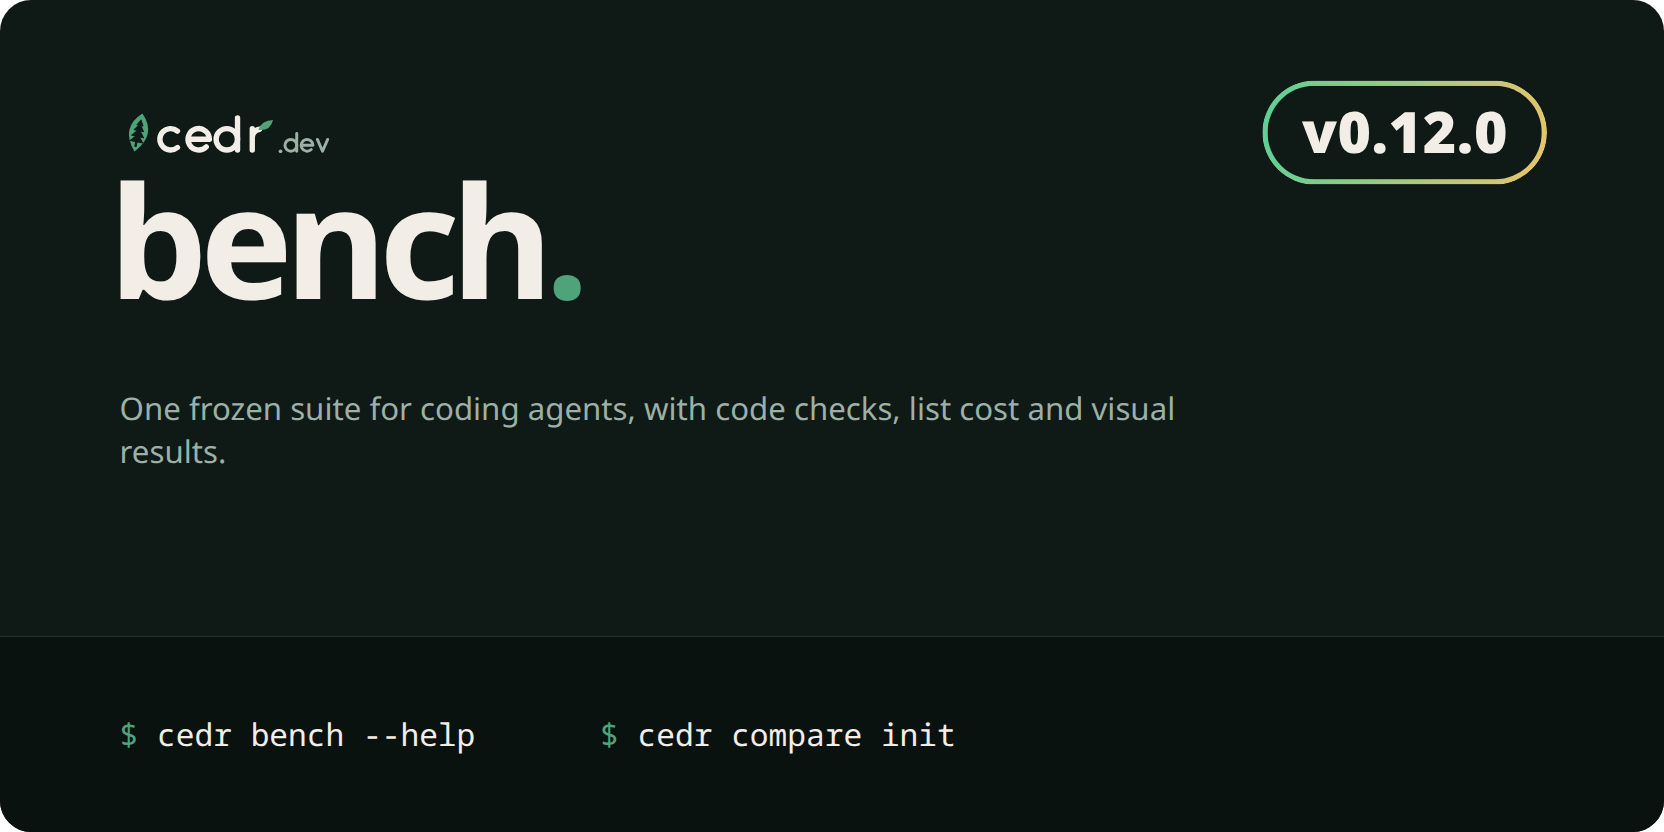 cedr.dev
v0.12.0
bench.
One frozen suite for coding agents, with code checks, list cost and visual
results.
$ cedr bench --help
$ cedr compare init